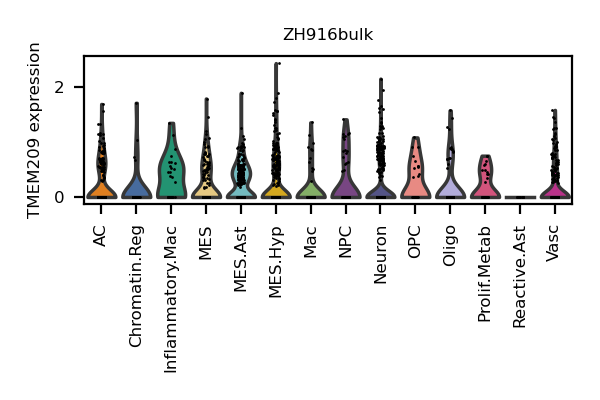 ZH916bulk
TMEM209 expression
2
0
AC
Chromatin.Reg
Inflammatory.Mac
MES
MES.Ast
MES.Hyp
Mac
NPC
Neuron
OPC
Oligo
Prolif.Metab
Reactive.Ast
Vasc